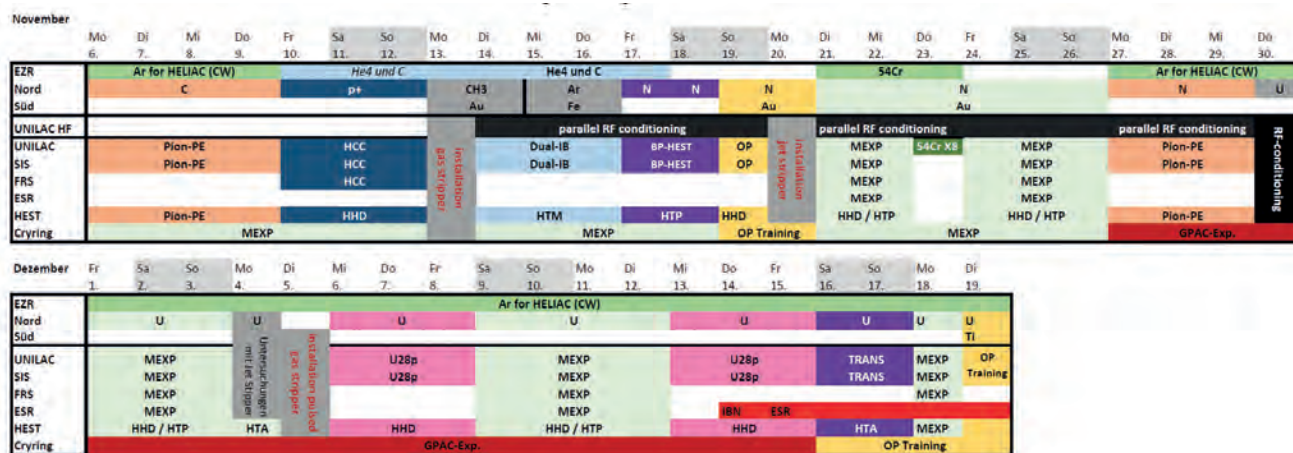 November
Mo Di Mi Do Fr Sa So Mo Di Mi Do Fr Sa So Mo Di Mi Do Fr Sa So Mo Di Mi Do
6. 7. 8. 9. 10. 11. 12. 13. 14. 15. 16. 17. 18. 19. 20. 21. 22. 23. 24. 25. 26. 27. 28. 29. 30.
EZR Ar for HELIAC (CW) He4 und C He4 und C 54Cr Ar for HELIAC (CW)
Nord C p+ CH3 Ar N N N N N U
Süd Au Fe Au Au
UNILAC HF parallel RF conditioning parallel RF conditioning parallel RF conditioning
UNILAC Pion-PE HCC Dual-IB BP-HEST OP MEXP 54Cr X8 MEXP Pion-PE
SIS Pion-PE HCC Dual-IB BP-HEST OP MEXP MEXP Pion-PE
FRS HCC MEXP MEXP
ESR MEXP MEXP
HEST Pion-PE HHD HTM HTP HHD HHD / HTP HHD / HTP Pion-PE
Cryring MEXP MEXP OP Training MEXP GPAC-Exp.
installation
gas stripper
installation
jet stripper
RF-conditioning
Dezember Fr Sa So Mo Di Mi Do Fr Sa So Mo Di Mi Do Fr Sa So Mo Di
1. 2. 3. 4. 5. 6. 7. 8. 9. 10. 11. 12. 13. 14. 15. 16. 17. 18. 19.
EZR Ar for HELIAC (CW)
Nord U U U U U U U U
Süd TI
UNILAC MEXP U28p MEXP U28p TRANS MEXP OP
SIS MEXP U28p MEXP U28p TRANS MEXP Training
FRS MEXP MEXP MEXP
ESR MEXP MEXP IBN ESR
HEST HHD / HTP HTA HHD HHD / HTP HHD HTA MEXP
Cryring GPAC-Exp. OP Training
Untersuchungen
mit Jet Stripper
installation pulsed
gas stripper